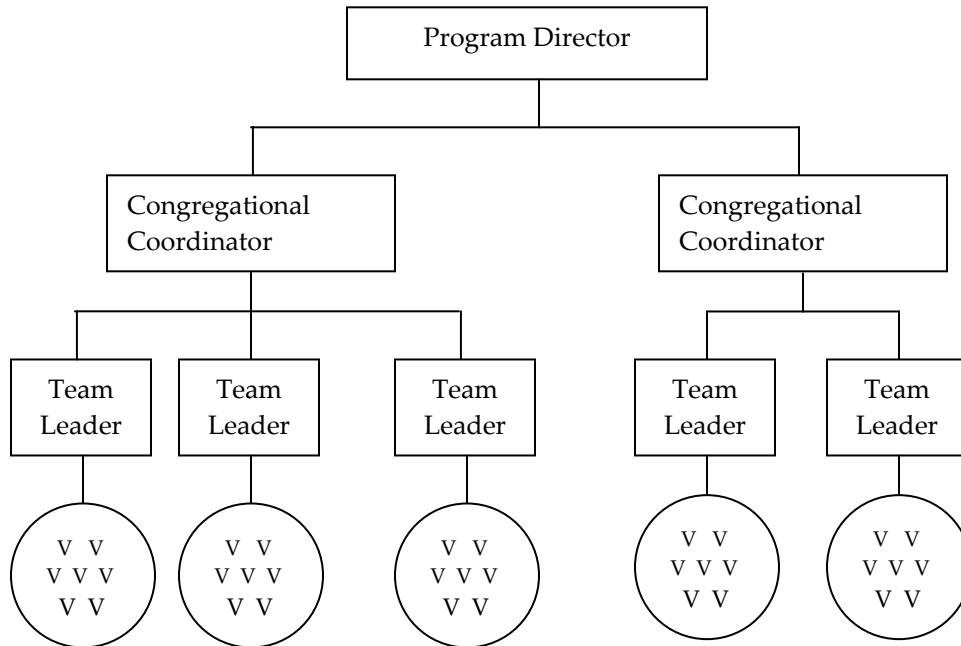 Program Director
Congregational
Coordinator
Congregational
Coordinator
Team
Leader
Team
Leader
Team
Leader
Team
Leader
Team
Leader
V V
V V V
V V
V V
V V V
V V
V V
V V V
V V
V V
V V V
V V
V V
V V V
V V